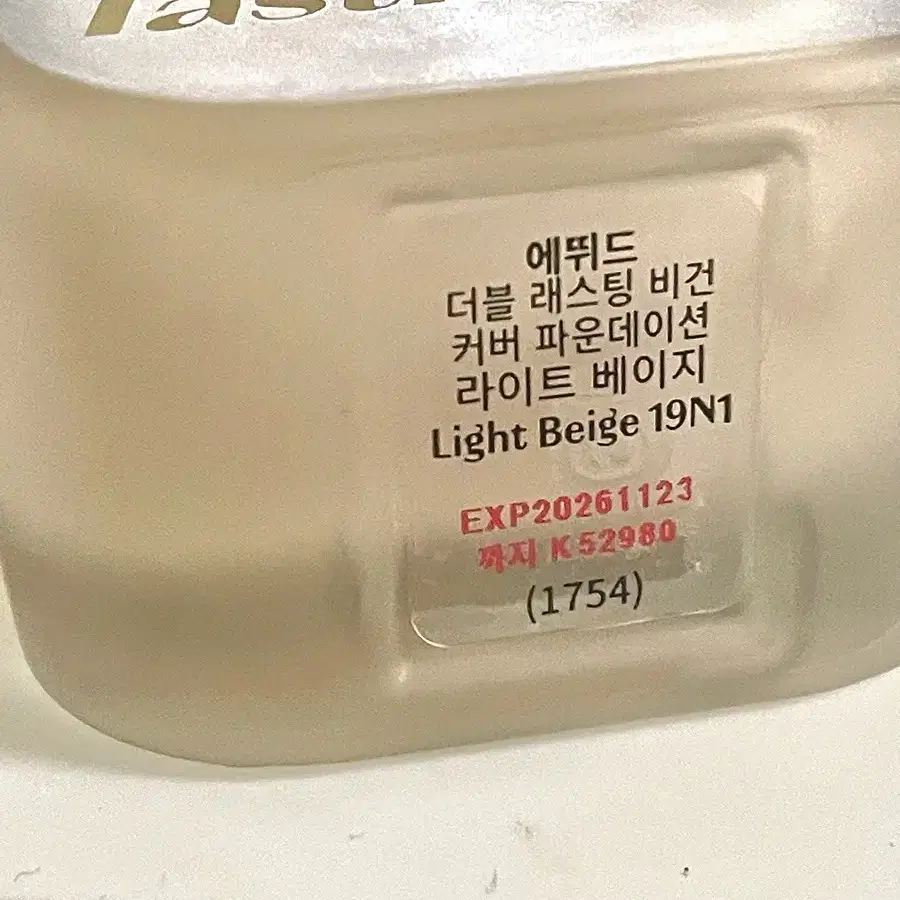 에뛰드
더블 래스팅 비건
커버 파운데이션
라이트 베이지
Light Beige 19N1
EXP20261123
까지 K52980
(1754)